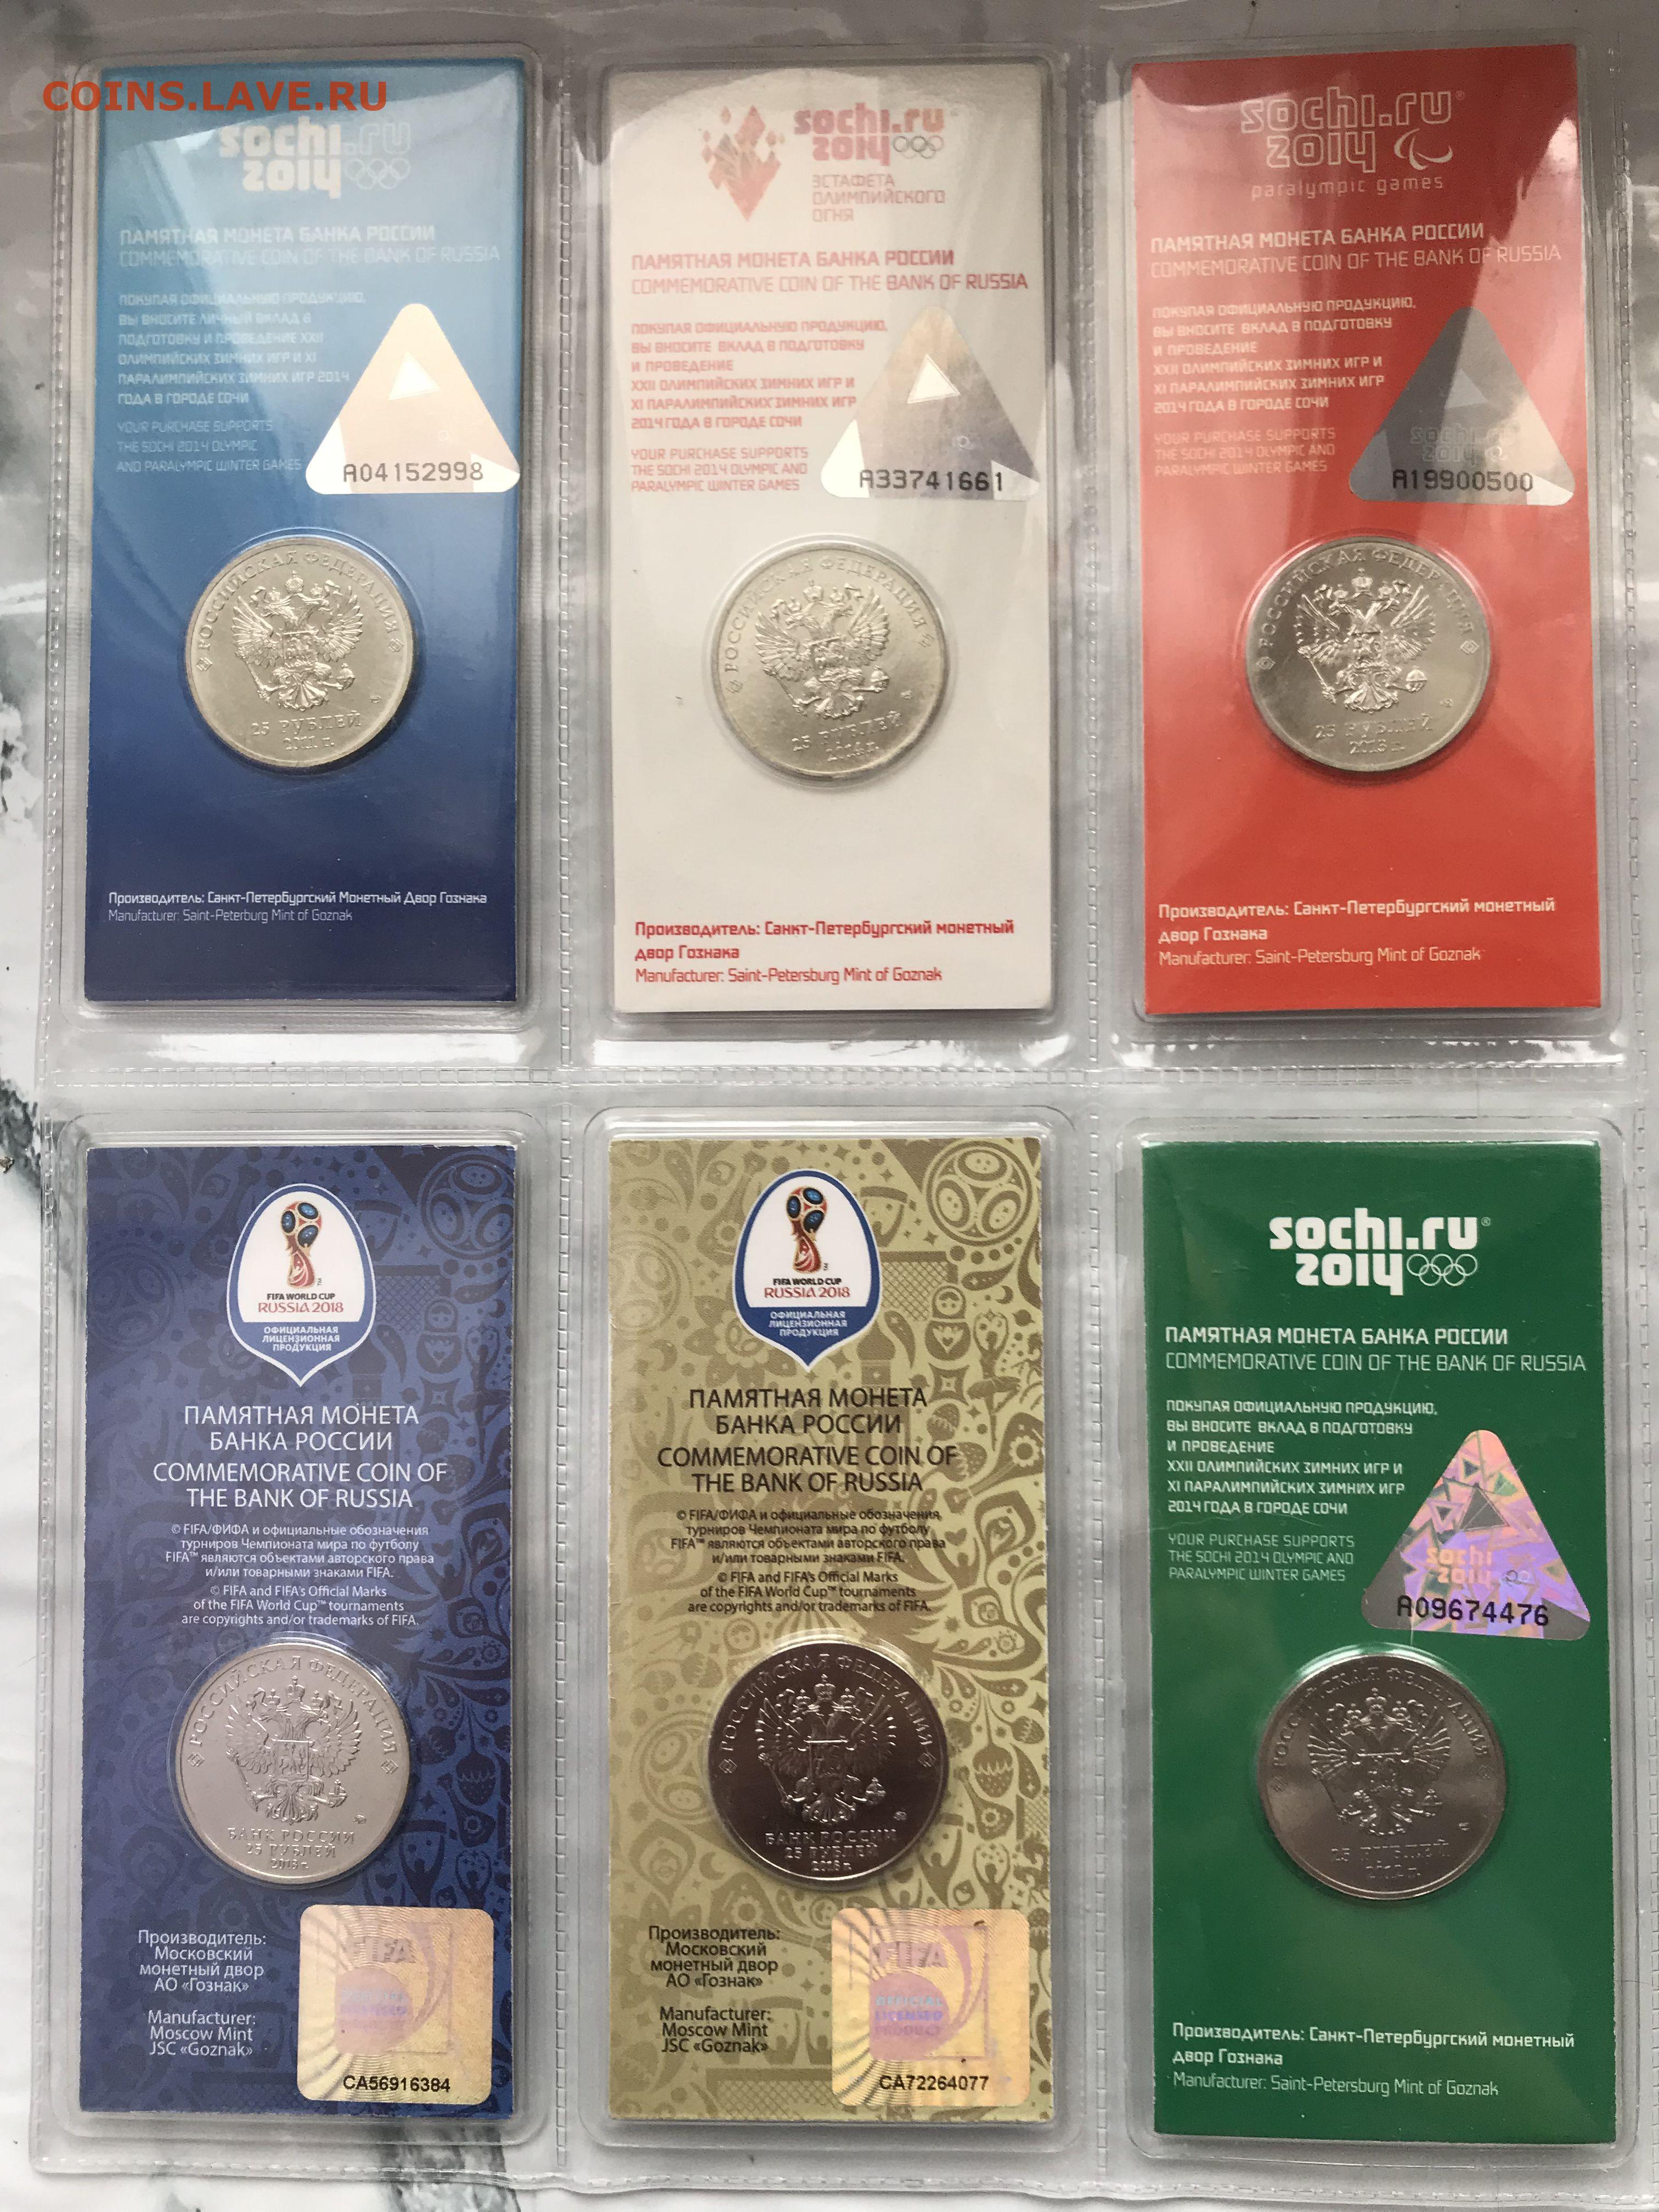 COINS.LAVE.RU
sochi.ru
2014
ПАМЯТНАЯ МОНЕТА БАНКА РОССИИ
COMMEMORATIVE COIN OF THE BANK OF RUSSIA
ПОКУПАЯ ОФИЦИАЛЬНУЮ ПРОДУКЦИЮ,
ВЫ ВНОСИТЕ ЛИЧНЫЙ ВКЛАД В
ПОДГОТОВКУ И ПРОВЕДЕНИЕ XXII
ОЛИМПИЙСКИХ ЗИМНИХ ИГР И XI
ПАРАЛИМПИЙСКИХ ЗИМНИХ ИГР 2014
ГОДА В ГОРОДЕ СОЧИ
YOUR PURCHASE SUPPORTS
THE SOCHI 2014 OLYMPIC
AND PARALYMPIC WINTER GAMES
A04152998
РОССИЙСКАЯ ФЕДЕРАЦИЯ
25 РУБЛЕЙ
2011 г.
Производитель: Санкт-Петербургский Монетный Двор Гознака
Manufacturer: Saint-Peterburg Mint of Goznak
sochi.ru
2014
ЭСТАФЕТА
ОЛИМПИЙСКОГО
ОГНЯ
ПАМЯТНАЯ МОНЕТА БАНКА РОССИИ
COMMEMORATIVE COIN OF THE BANK OF RUSSIA
ПОКУПАЯ ОФИЦИАЛЬНУЮ ПРОДУКЦИЮ,
ВЫ ВНОСИТЕ ВКЛАД В ПОДГОТОВКУ
И ПРОВЕДЕНИЕ
XXII ОЛИМПИЙСКИХ ЗИМНИХ ИГР И
XI ПАРАЛИМПИЙСКИХ ЗИМНИХ ИГР
2014 ГОДА В ГОРОДЕ СОЧИ
YOUR PURCHASE SUPPORTS
THE SOCHI 2014 OLYMPIC AND
PARALYMPIC WINTER GAMES
A33741661
РОССИЙСКАЯ ФЕДЕРАЦИЯ
25 РУБЛЕЙ
Производитель: Санкт-Петербургский монетный
двор Гознака
Manufacturer: Saint-Petersburg Mint of Goznak
sochi.ru®
2014
paralympic games
ПАМЯТНАЯ МОНЕТА БАНКА РОССИИ
COMMEMORATIVE COIN OF THE BANK OF RUSSIA
ПОКУПАЯ ОФИЦИАЛЬНУЮ ПРОДУКЦИЮ,
ВЫ ВНОСИТЕ ВКЛАД В ПОДГОТОВКУ
И ПРОВЕДЕНИЕ
XXII ОЛИМПИЙСКИХ ЗИМНИХ ИГР И
XI ПАРАЛИМПИЙСКИХ ЗИМНИХ ИГР
2014 ГОДА В ГОРОДЕ СОЧИ
YOUR PURCHASE SUPPORTS
THE SOCHI 2014 OLYMPIC AND
PARALYMPIC WINTER GAMES
sochi
2014
A19900500
РОССИЙСКАЯ ФЕДЕРАЦИЯ
25 РУБЛЕЙ
2013 г.
Производитель: Санкт-Петербургский монетный
двор Гознака
Manufacturer: Saint-Petersburg Mint of Goznak
FIFA WORLD CUP
RUSSIA 2018
ОФИЦИАЛЬНАЯ
ЛИЦЕНЗИОННАЯ
ПРОДУКЦИЯ
ПАМЯТНАЯ МОНЕТА
БАНКА РОССИИ
COMMEMORATIVE COIN OF
THE BANK OF RUSSIA
© FIFA/ФИФА и официальные обозначения
турниров Чемпионата мира по футболу
FIFA™ являются объектами авторского права
и/или товарными знаками FIFA.
© FIFA and FIFA's Official Marks
of the FIFA World Cup™ tournaments
are copyrights and/or trademarks of FIFA.
РОССИЙСКАЯ ФЕДЕРАЦИЯ
БАНК РОССИИ
25 РУБЛЕЙ
2018 г.
Производитель:
Московский
монетный двор
АО «Гознак»
Manufacturer:
Moscow Mint
JSC «Goznak»
FIFA
CA56916384
FIFA WORLD CUP
RUSSIA 2018
ОФИЦИАЛЬНАЯ
ЛИЦЕНЗИОННАЯ
ПРОДУКЦИЯ
ПАМЯТНАЯ МОНЕТА
БАНКА РОССИИ
COMMEMORATIVE COIN OF
THE BANK OF RUSSIA
© FIFA/ФИФА и официальные обозначения
турниров Чемпионата мира по футболу
FIFA™ являются объектами авторского права
и/или товарными знаками FIFA.
© FIFA and FIFA's Official Marks
of the FIFA World Cup™ tournaments
are copyrights and/or trademarks of FIFA.
РОССИЙСКАЯ ФЕДЕРАЦИЯ
БАНК РОССИИ
25 РУБЛЕЙ
2018 г.
Производитель:
Московский
монетный двор
АО «Гознак»
Manufacturer:
Moscow Mint
JSC «Goznak»
FIFA
OFFICIAL
LICENSED
PRODUCT
CA72264077
sochi.ru®
2014
ПАМЯТНАЯ МОНЕТА БАНКА РОССИИ
COMMEMORATIVE COIN OF THE BANK OF RUSSIA
ПОКУПАЯ ОФИЦИАЛЬНУЮ ПРОДУКЦИЮ,
ВЫ ВНОСИТЕ ВКЛАД В ПОДГОТОВКУ
И ПРОВЕДЕНИЕ
XXII ОЛИМПИЙСКИХ ЗИМНИХ ИГР И
XI ПАРАЛИМПИЙСКИХ ЗИМНИХ ИГР
2014 ГОДА В ГОРОДЕ СОЧИ
YOUR PURCHASE SUPPORTS
THE SOCHI 2014 OLYMPIC AND
PARALYMPIC WINTER GAMES
sochi
2014
A09674476
РОССИЙСКАЯ ФЕДЕРАЦИЯ
25 РУБЛЕЙ
Производитель: Санкт-Петербургский монетный
двор Гознака
Manufacturer: Saint-Petersburg Mint of Goznak